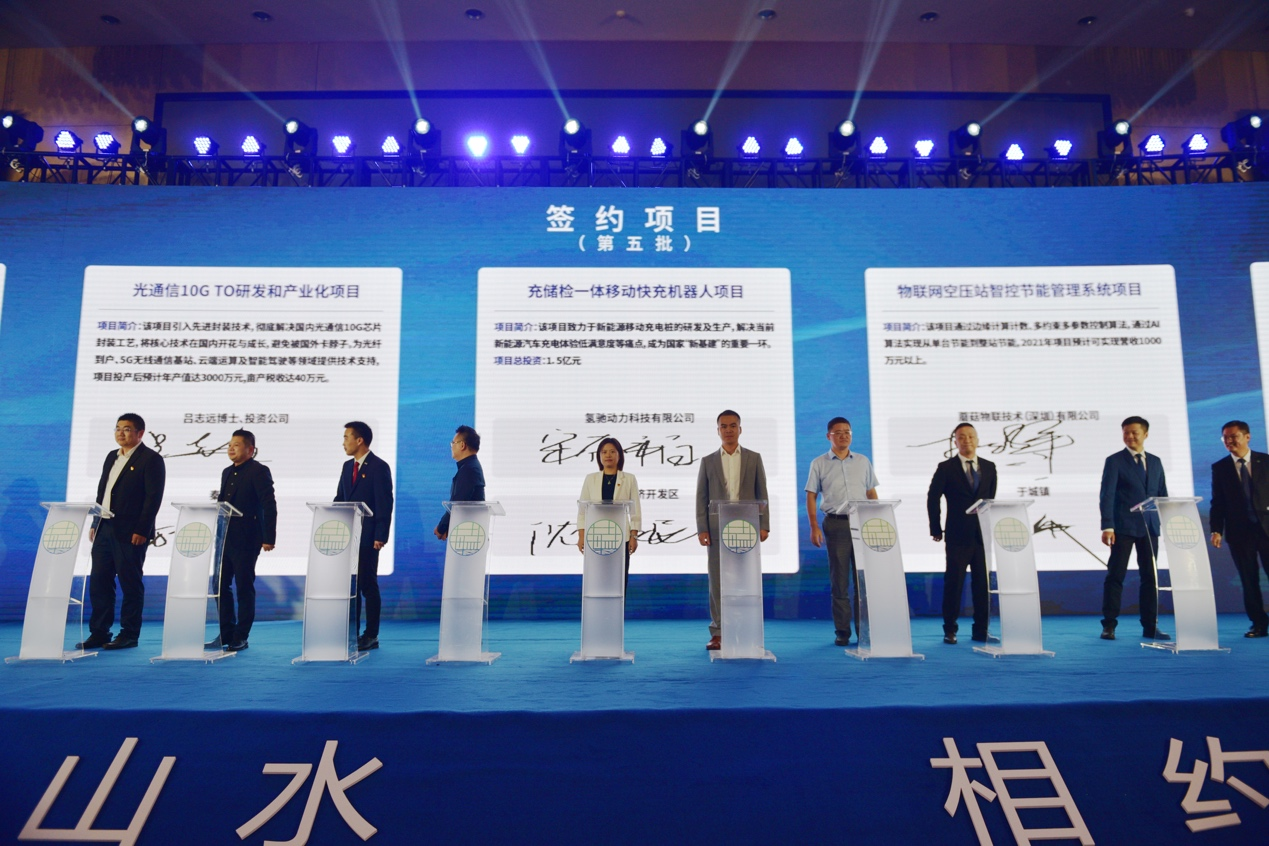 签约项目
（第五批）
光通信10G TO研发和产业化项目
项目简介:该项目引入先进封装技术,彻底解决国内光通信10G芯片
封装工艺,将核心技术在国内开花与成长,避免被国外卡脖子,为光纤
到户、5G无线通信基站、云端运算及智能驾驶等领域提供技术支持。
项目投产后预计年产值达3000万元,亩产税收达40万元。
吕志远博士、投资公司
充储检一体移动快充机器人项目
项目简介:该项目致力于新能源移动充电桩的研发及生产,解决当前
新能源汽车充电体验低满意度等痛点,成为国家“新基建”的重要一环。
项目总投资:1.5亿元
氢驰动力科技有限公司
济开发区
物联网空压站智控节能管理系统项目
项目简介:该项目通过边缘计算计数、多约束多参数控制算法,通过AI
算法实现从单台节能到整站节能,2021年项目预计可实现营收1000
万元以上。
蘑菇物联技术（深圳）有限公司
于城镇
山水
相约